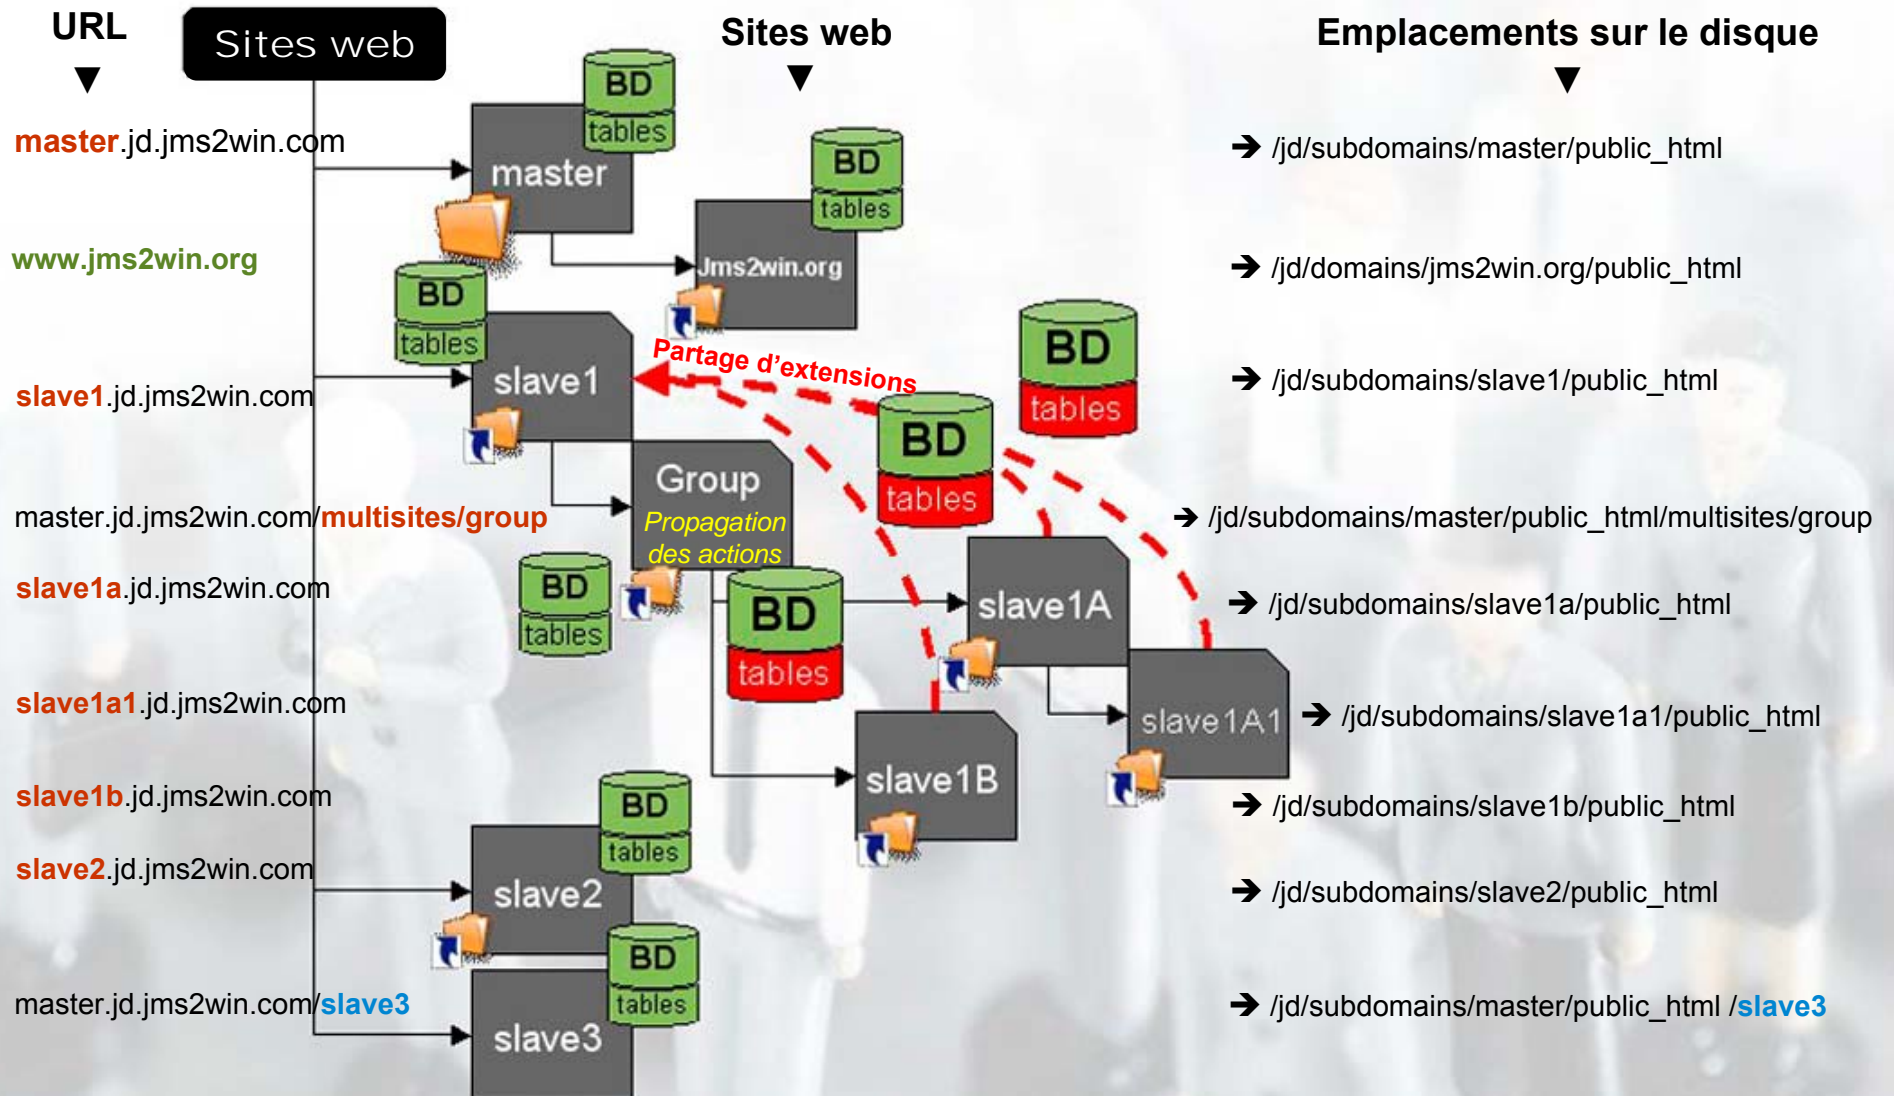 URL
Sites web
Sites web
Emplacements sur le disque
BD
tables
master.jd.jms2win.com
master
➔ /jd/subdomains/master/public_html
BD
tables
www.jms2win.org
Jms2win.org
➔ /jd/domains/jms2win.org/public_html
BD
tables
Partage d'extensions
BD
tables
slave1.jd.jms2win.com
slave1
➔ /jd/subdomains/slave1/public_html
BD
tables
master.jd.jms2win.com/multisites/group
Group
Propagation
des actions
➔ /jd/subdomains/master/public_html/multisites/group
BD
tables
slave1a.jd.jms2win.com
BD
tables
slave1A
➔ /jd/subdomains/slave1a/public_html
slave1a1.jd.jms2win.com
slave1A1
➔ /jd/subdomains/slave1a1/public_html
slave1b.jd.jms2win.com
slave1B
➔ /jd/subdomains/slave1b/public_html
BD
tables
slave2.jd.jms2win.com
slave2
➔ /jd/subdomains/slave2/public_html
BD
tables
master.jd.jms2win.com/slave3
slave3
➔ /jd/subdomains/master/public_html /slave3